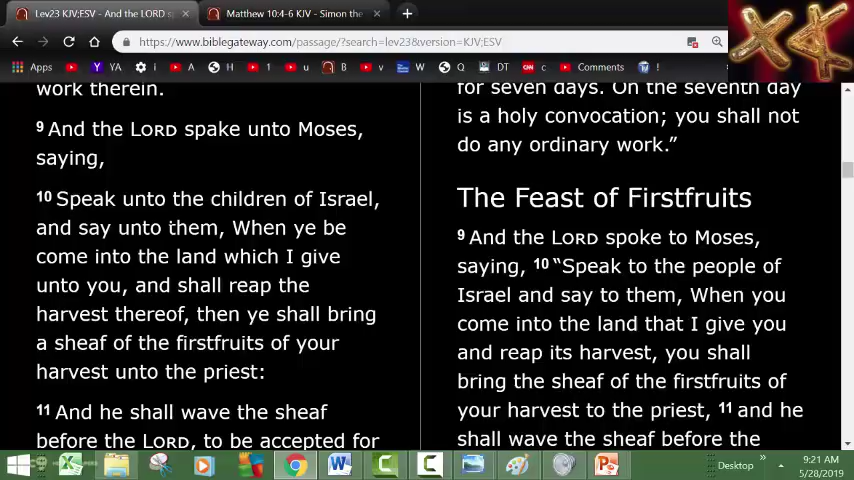 Lev23 KJV;ESV - And the LORD s
Matthew 10:4-6 KJV - Simon the
https://www.biblegateway.com/passage/?search=lev23&version=KJV;ESV
Apps YA i A H 1 u B v W Q DT c Comments !
work therein.
9 And the LORD spake unto Moses,
saying,
10 Speak unto the children of Israel,
and say unto them, When ye be
come into the land which I give
unto you, and shall reap the
harvest thereof, then ye shall bring
a sheaf of the firstfruits of your
harvest unto the priest:
11 And he shall wave the sheaf
before the LORD, to be accepted for
for seven days. On the seventh day
is a holy convocation; you shall not
do any ordinary work.”
The Feast of Firstfruits
9 And the LORD spoke to Moses,
saying, 10 “Speak to the people of
Israel and say to them, When you
come into the land that I give you
and reap its harvest, you shall
bring the sheaf of the firstfruits of
your harvest to the priest, 11 and he
shall wave the sheaf before the
Desktop
9:21 AM
5/28/2019